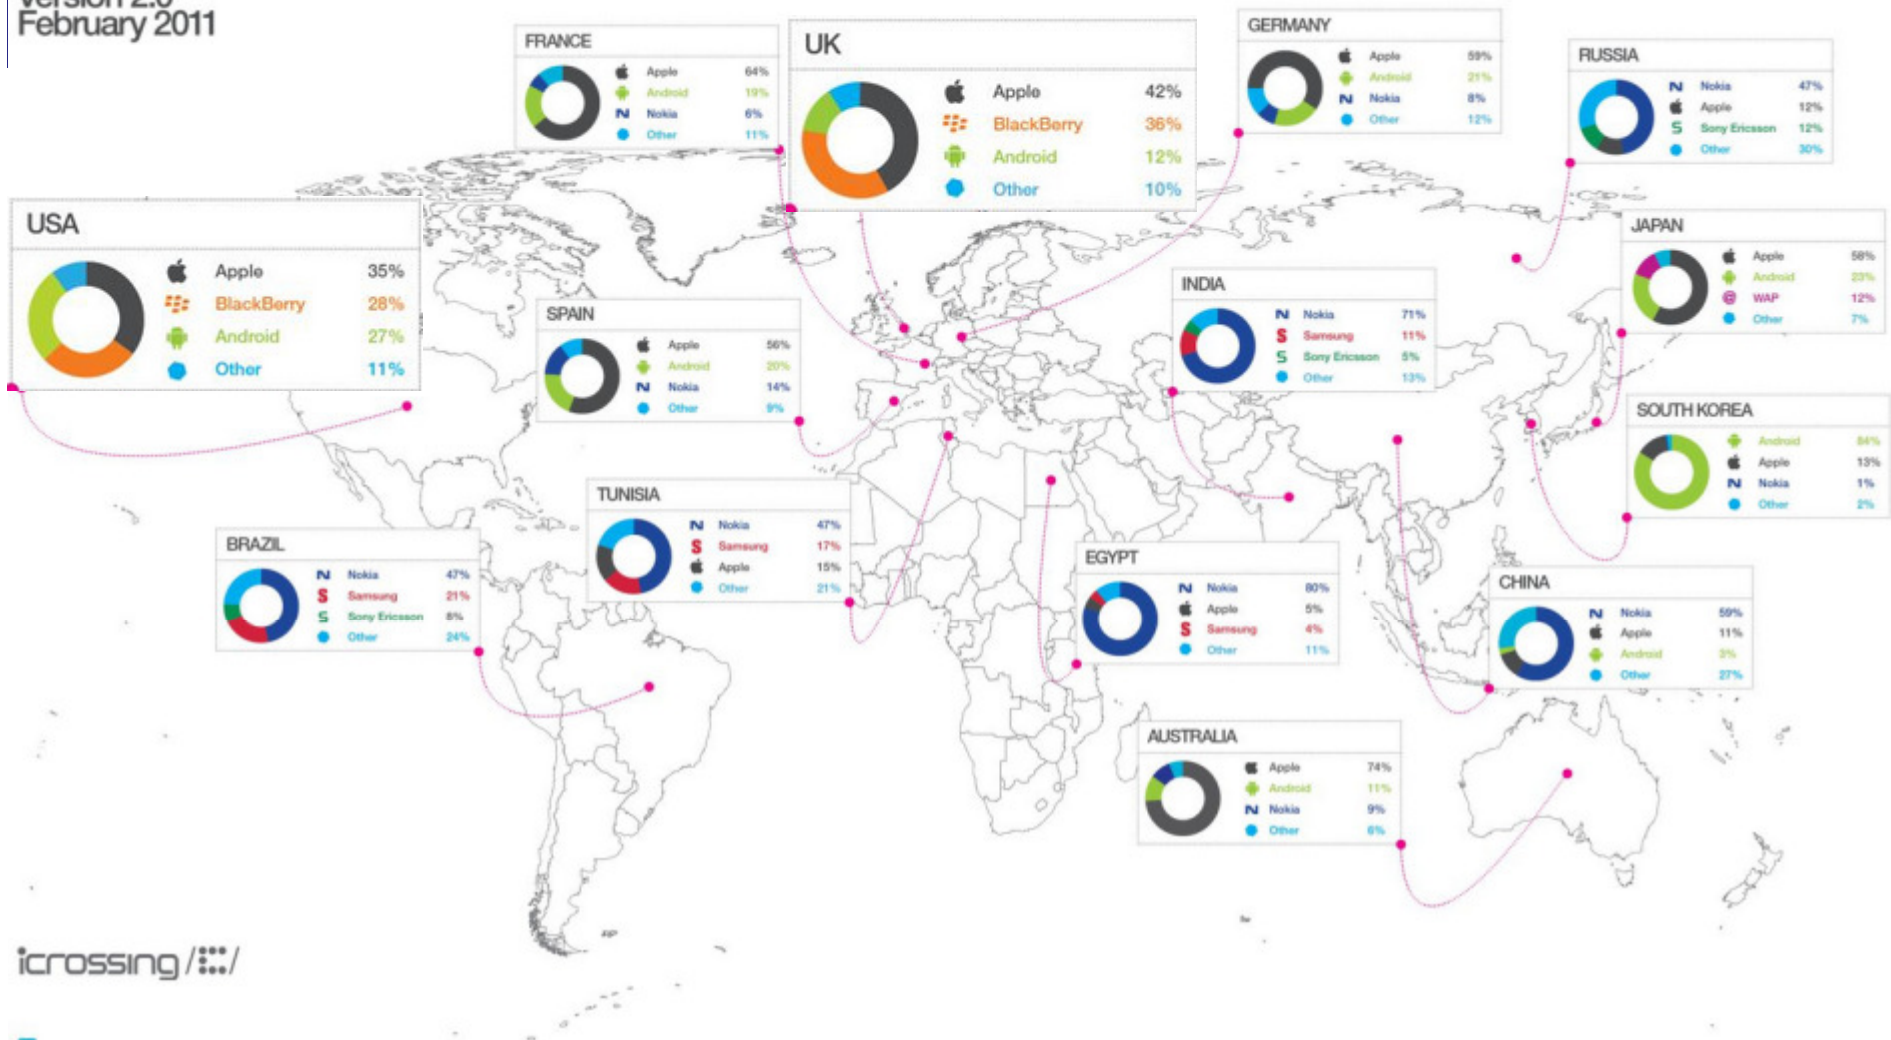 Version 2.0
February 2011
FRANCE
Apple 64%
Android 19%
Nokia 6%
Other 11%
UK
Apple 42%
BlackBerry 36%
Android 12%
Other 10%
GERMANY
Apple 59%
Android 21%
Nokia 8%
Other 12%
RUSSIA
Nokia 47%
Apple 12%
Sony Ericsson 12%
Other 30%
USA
Apple 35%
BlackBerry 28%
Android 27%
Other 11%
SPAIN
Apple 56%
Android 20%
Nokia 14%
Other 9%
INDIA
Nokia 71%
Samsung 11%
Sony Ericsson 5%
Other 13%
JAPAN
Apple 58%
Android 23%
@ WAP 12%
Other 7%
SOUTH KOREA
Android 84%
Apple 13%
Nokia 1%
Other 2%
BRAZIL
Nokia 47%
Samsung 21%
Sony Ericsson 8%
Other 24%
TUNISIA
Nokia 47%
Samsung 17%
Apple 15%
Other 21%
EGYPT
Nokia 80%
Apple 5%
Samsung 4%
Other 11%
CHINA
Nokia 59%
Apple 11%
Android 3%
Other 27%
AUSTRALIA
Apple 74%
Android 11%
Nokia 9%
Other 6%
icrossing